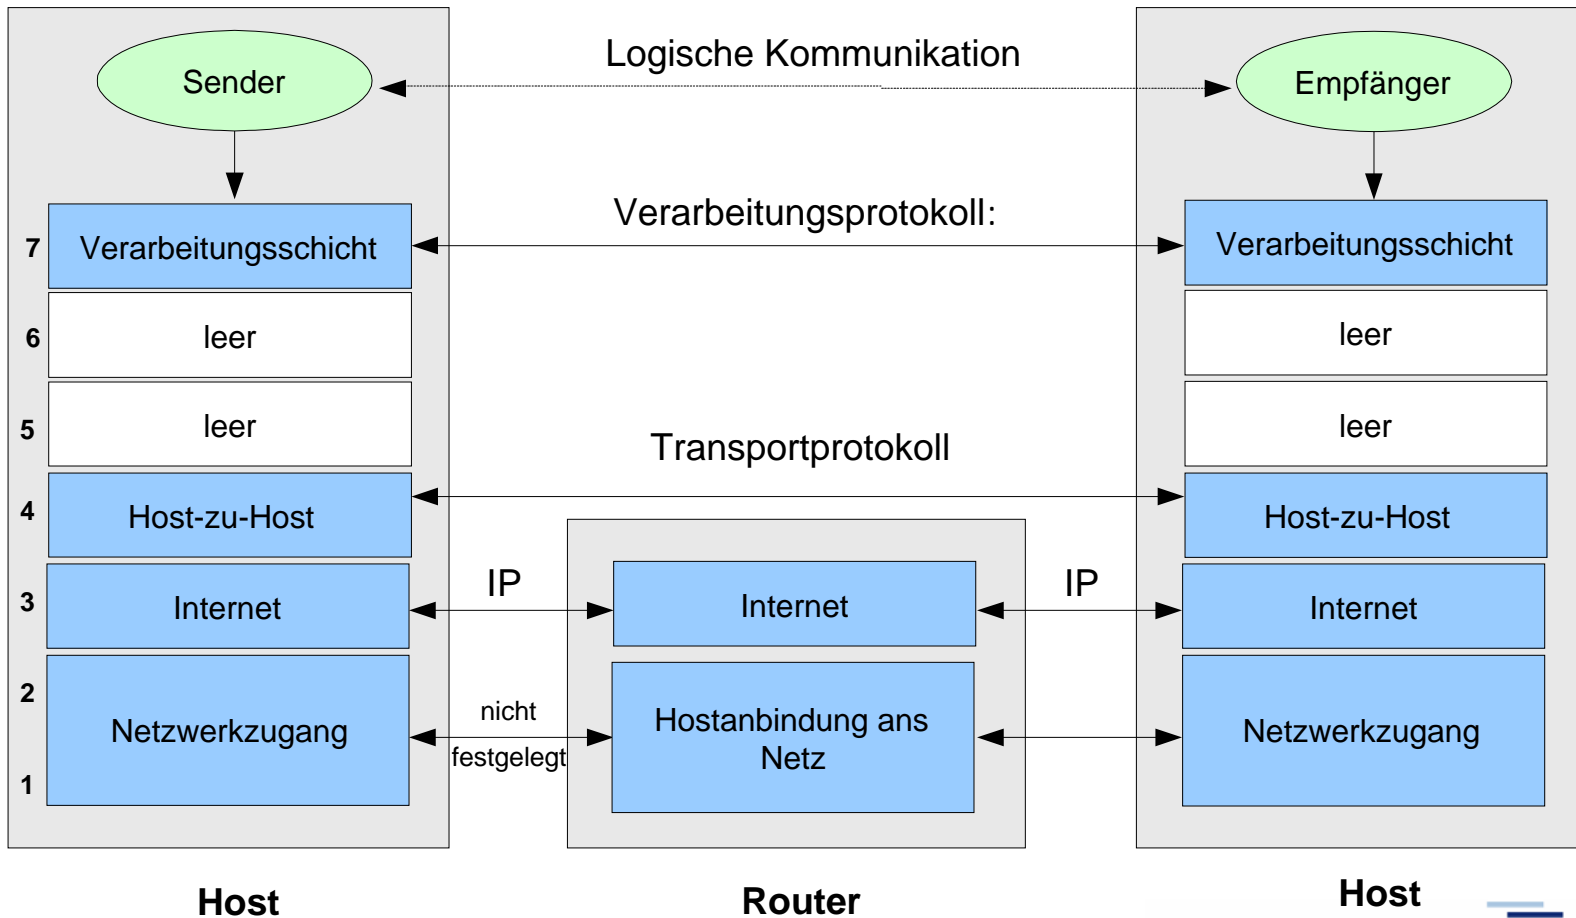 Logische Kommunikation
Sender
Empfänger
Verarbeitungsprotokoll:
7
Verarbeitungsschicht
Verarbeitungsschicht
6
leer
leer
5
leer
leer
Transportprotokoll
4
Host-zu-Host
Host-zu-Host
3
Internet
IP
Internet
IP
Internet
2
1
Netzwerkzugang
nicht
festgelegt
Hostanbindung ans
Netz
Netzwerkzugang
Host
Router
Host